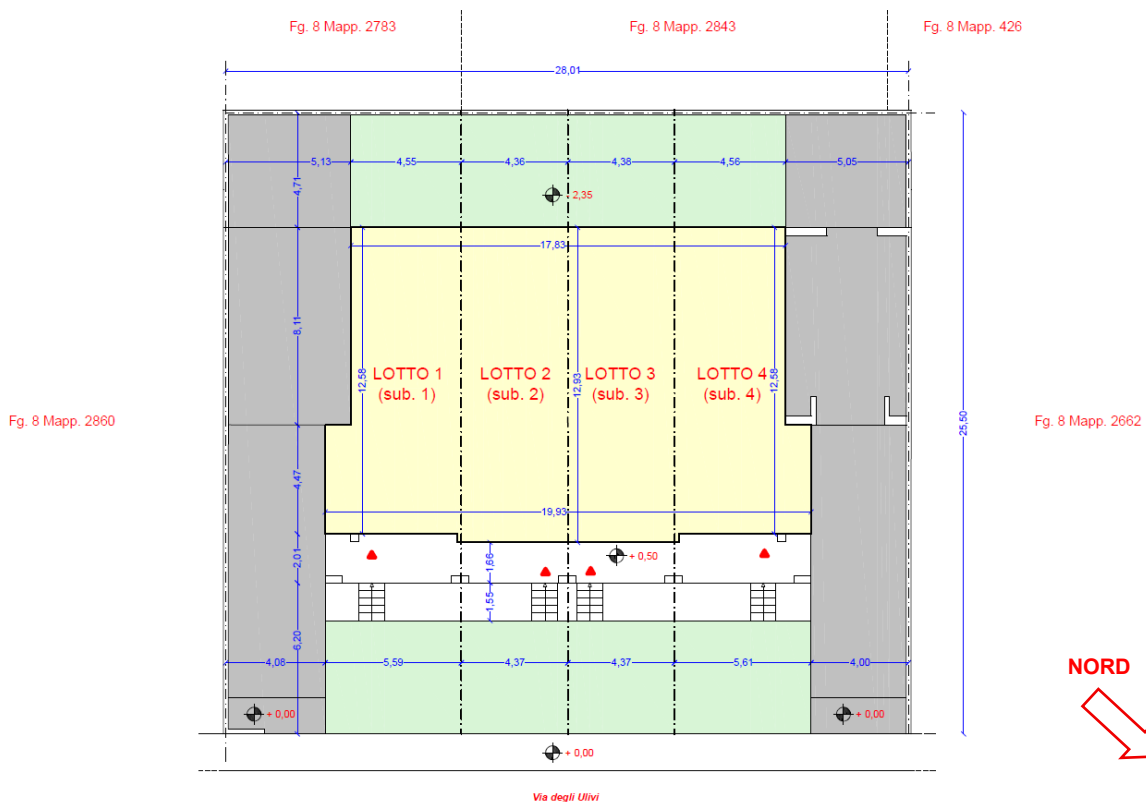 Fg. 8 Mapp. 2783
Fg. 8 Mapp. 2843
Fg. 8 Mapp. 426
28,01
5,13
4,55
4,36
4,38
4,56
5,05
4,71
- 2,35
17,83
8,11
12,58
12,93
12,58
LOTTO 1
(sub. 1)
LOTTO 2
(sub. 2)
LOTTO 3
(sub. 3)
LOTTO 4
(sub. 4)
Fg. 8 Mapp. 2860
Fg. 8 Mapp. 2662
25,50
4,47
19,93
2,01
1,66
+ 0,50
1,55
6,20
4,08
5,59
4,37
4,37
5,61
4,00
NORD
+ 0,00
+ 0,00
+ 0,00
Via degli Ulivi